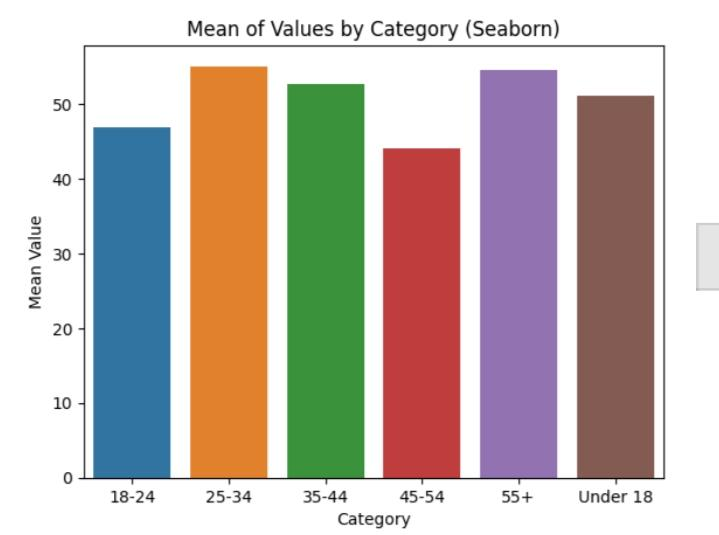 Mean of Values by Category (Seaborn)
Mean Value
50
40
30
20
10
0
18-24 25-34 35-44 45-54 55+ Under 18
Category